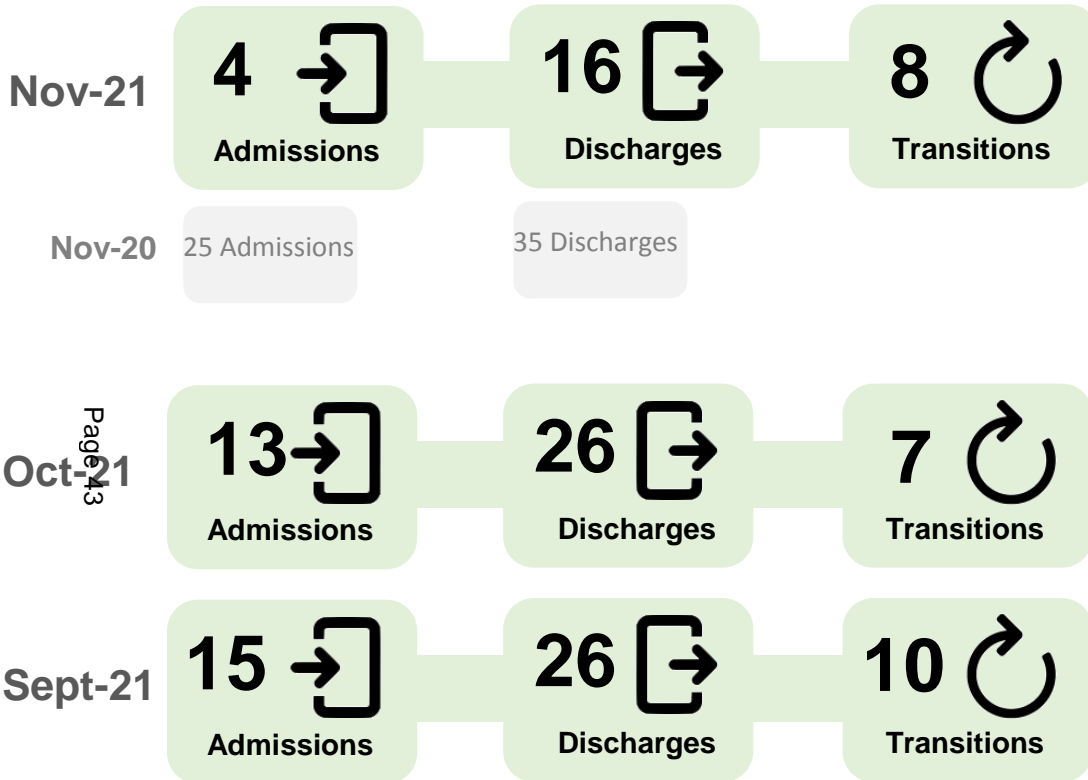 Nov-21
4
Admissions
16
Discharges
8
Transitions
Nov-20
25 Admissions
35 Discharges
Page 43
Oct-21
13
Admissions
26
Discharges
7
Transitions
Sept-21
15
Admissions
26
Discharges
10
Transitions